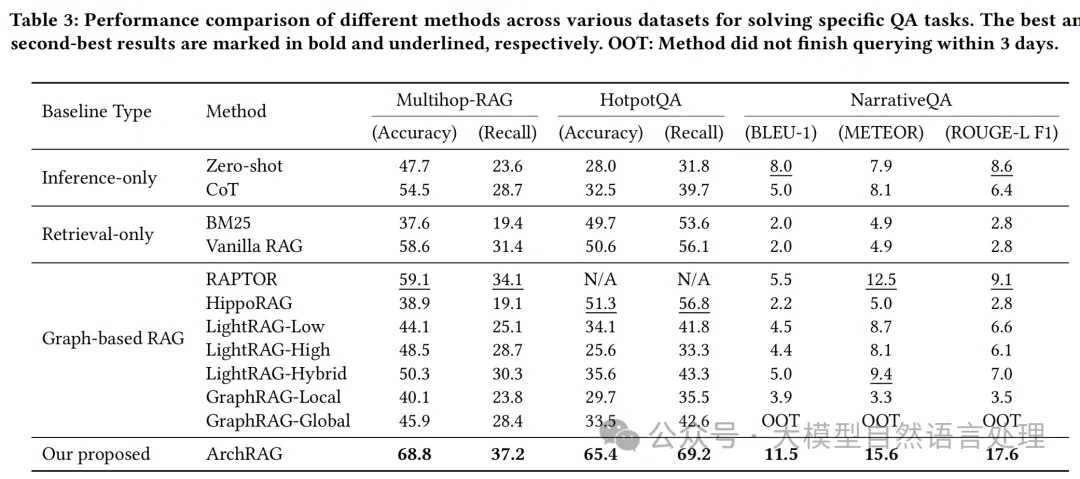 Table 3: Performance comparison of different methods across various datasets for solving specific QA tasks. The best an
second-best results are marked in bold and underlined, respectively. OOT: Method did not finish querying within 3 days.
Baseline Type Method Multihop-RAG HotpotQA NarrativeQA
(Accuracy) (Recall) (Accuracy) (Recall) (BLEU-1) (METEOR) (ROUGE-L F1)
Inference-only Zero-shot 47.7 23.6 28.0 31.8 8.0 7.9 8.6
CoT 54.5 28.7 32.5 39.7 5.0 8.1 6.4
Retrieval-only BM25 37.6 19.4 49.7 53.6 2.0 4.9 2.8
Vanilla RAG 58.6 31.4 50.6 56.1 2.0 4.9 2.8
Graph-based RAG RAPTOR 59.1 34.1 N/A N/A 5.5 12.5 9.1
HippoRAG 38.9 19.1 51.3 56.8 2.2 5.0 2.8
LightRAG-Low 44.1 25.1 34.1 41.8 4.5 8.7 6.6
LightRAG-High 48.5 28.7 25.6 33.3 4.4 8.1 6.1
LightRAG-Hybrid 50.3 30.3 35.6 43.3 5.0 9.4 7.0
GraphRAG-Local 40.1 23.8 29.7 35.5 3.9 3.3 3.5
GraphRAG-Global 45.9 28.4 33.5 42.6 OOT OOT OOT
公众号 · 大模型自然语言处理
Our proposed ArchRAG 68.8 37.2 65.4 69.2 11.5 15.6 17.6